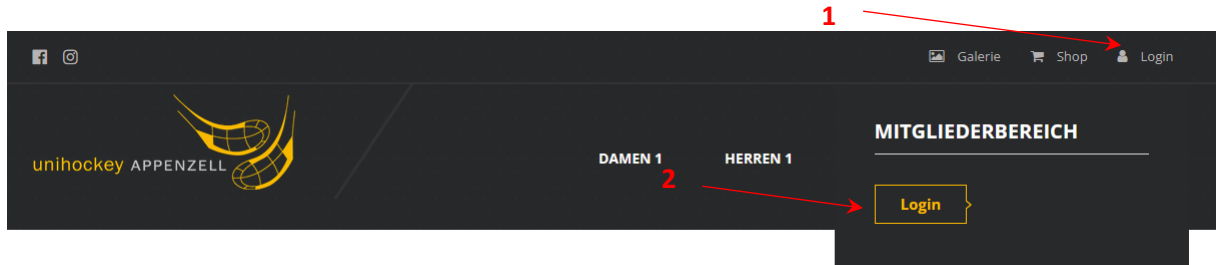 1
Galerie Shop Login
MITGLIEDERBEREICH
unihockey APPENZELL
DAMEN 1 HERREN 1
2
Login